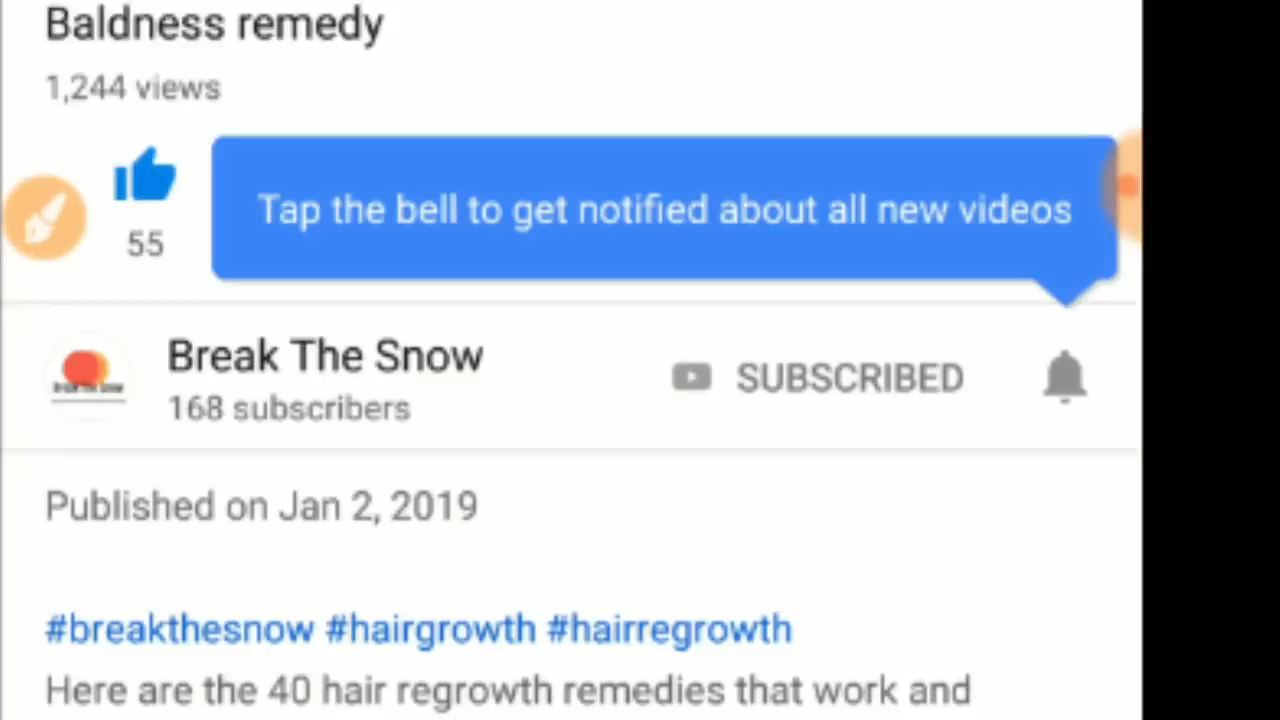 Baldness remedy
1,244 views
Tap the bell to get notified about all new videos
55
Break The Snow
168 subscribers
SUBSCRIBED
Published on Jan 2, 2019
#breakthesnow #hairgrowth #hairregrowth
Here are the 40 hair regrowth remedies that work and